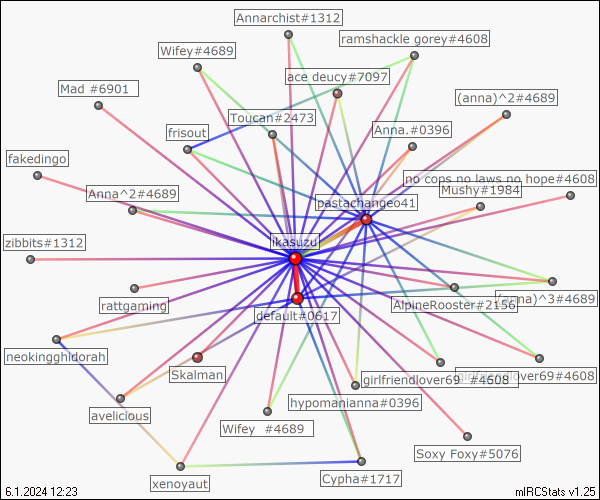 Annarchist#1312
ramshackle gorey#4608
Wifey#4689
ace deucy#7097
Mad #6901
(anna)^2#4689
Toucan#2473
frisout
Anna.#0396
fakedingo
no cops no laws no hope#4608
Mushy#1984
Anna^2#4689
pastachangeo41
zibbits#1312
ikasuzu
rattgaming
AlpineRooster#2156
(anna)^3#4689
default#0617
neokingghidorah
Skalman
girlfriendlover69 #4608
girlfriendlover69#4608
hypomanianna#0396
avelicious
Wifey #4689
Soxy Foxy#5076
xenoyaut
Cypha#1717
6.1.2024 12:23
mIRCStats v1.25